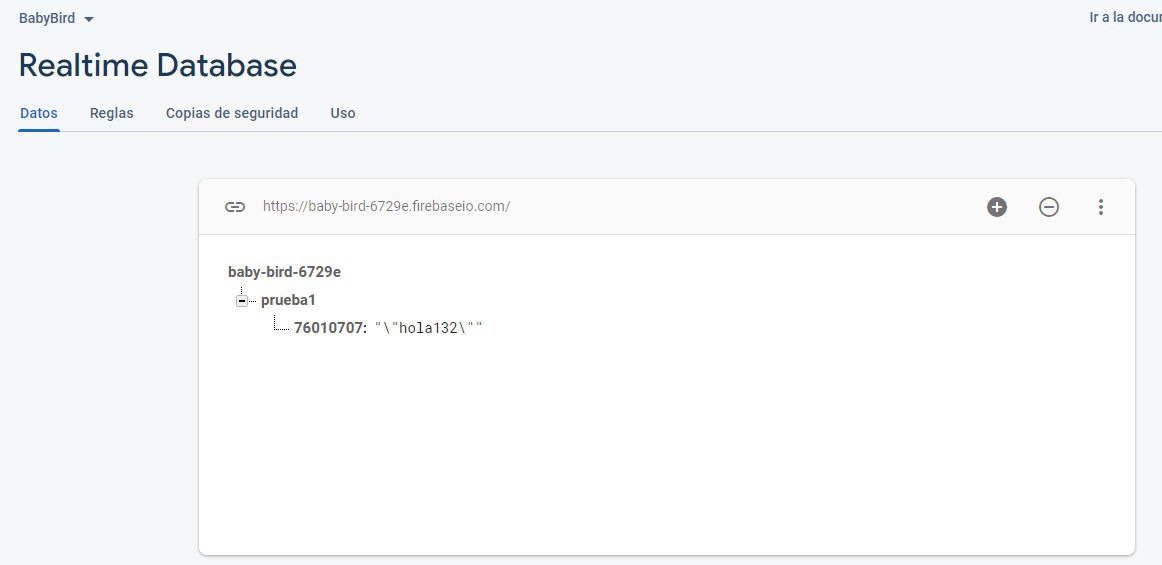 BabyBird
Ir a la docu
Realtime Database
Datos Reglas Copias de seguridad Uso
https://baby-bird-6729e.firebaseio.com/
baby-bird-6729e
prueba1
76010707: "\"hola132\""